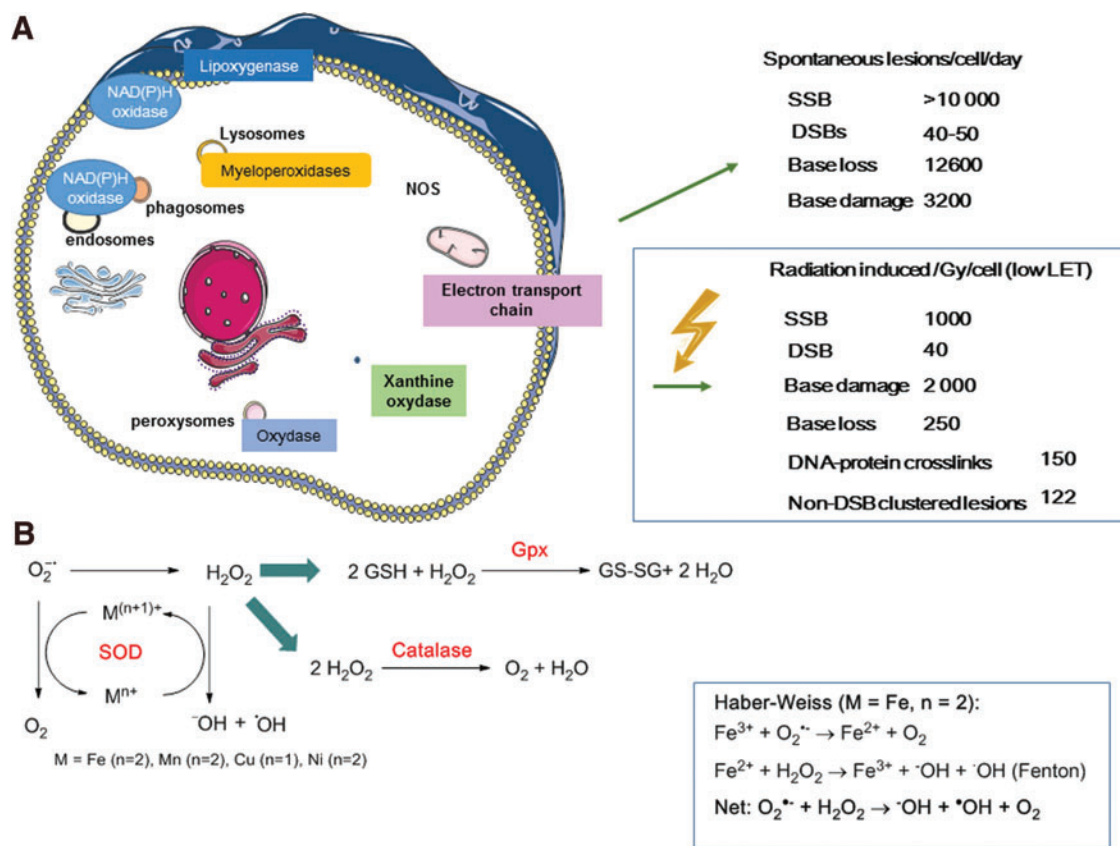 A
Lipoxygenase
NAD(P)H
oxidase
Lysosomes
Myeloperoxidases
NAD(P)H
oxidase
phagosomes
endosomes
NOS
Electron transport
chain
Xanthine
oxydase
peroxysomes
Oxydase
Spontaneous lesions/cell/day
SSB >10 000
DSBs 40-50
Base loss 12600
Base damage 3200
Radiation induced /Gy/cell (low LET)
SSB 1000
DSB 40
Base damage 2 000
Base loss 250
DNA-protein crosslinks 150
Non-DSB clustered lesions 122
B
O₂⁻• H₂O₂ 2 GSH + H₂O₂ Gpx GS-SG+ 2 H₂O
M⁽ⁿ⁺¹⁾⁺
SOD
Mⁿ⁺
2 H₂O₂ Catalase O₂ + H₂O
O₂ ⁻OH + •OH
M = Fe (n=2), Mn (n=2), Cu (n=1), Ni (n=2)
Haber-Weiss (M = Fe, n = 2):
Fe³⁺ + O₂•⁻ → Fe²⁺ + O₂
Fe²⁺ + H₂O₂ → Fe³⁺ + ⁻OH + •OH (Fenton)
Net: O₂•⁻ + H₂O₂ → ⁻OH + •OH + O₂